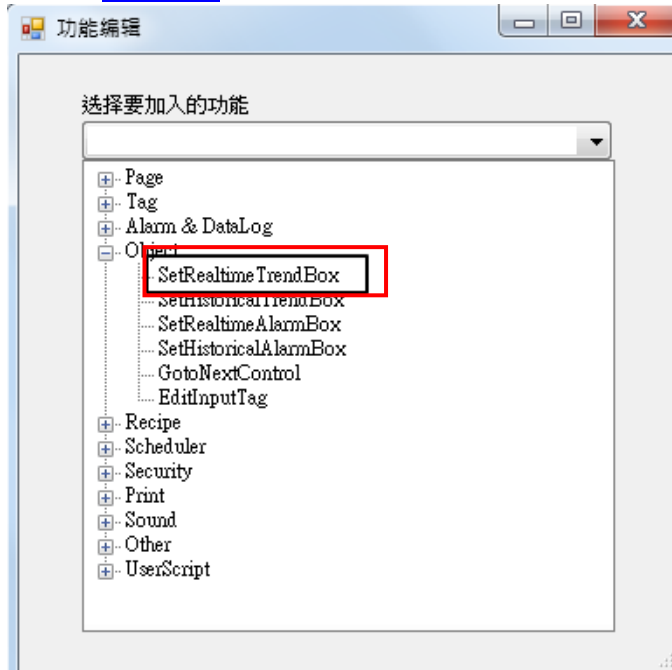 功能编辑
选择要加入的功能
Page
Tag
Alarm & DataLog
Object
SetRealtimeTrendBox
SetHistoricalTrendBox
SetRealtimeAlarmBox
SetHistoricalAlarmBox
GotoNextControl
EditInputTag
Recipe
Scheduler
Security
Print
Sound
Other
UserScript